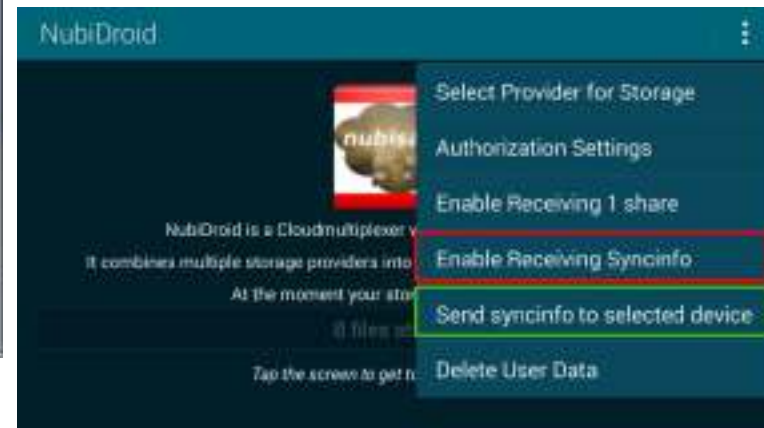 NubiDroid
Select Provider for Storage
Authorization Settings
Enable Receiving 1 share
Enable Receiving Syncinfo
Send syncinfo to selected device
Delete User Data
nubis
NubiDroid is a Cloudmultiplexer
It combines multiple storage providers into
At the moment your
Tap the screen to get